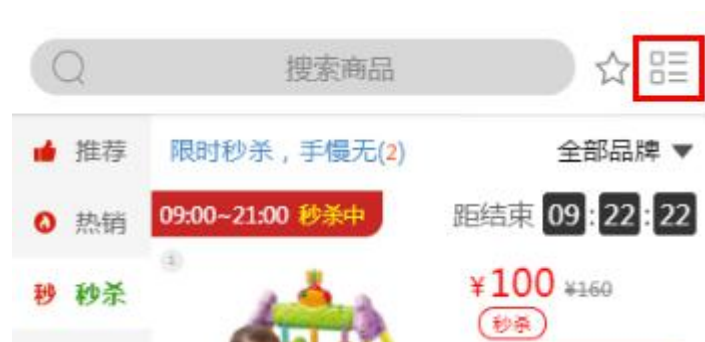 搜索商品
推荐 限时秒杀，手慢无(2) 全部品牌
热销 09:00~21:00 秒杀中 距结束 09:22:22
秒 秒杀 ¥100 ¥160
秒杀